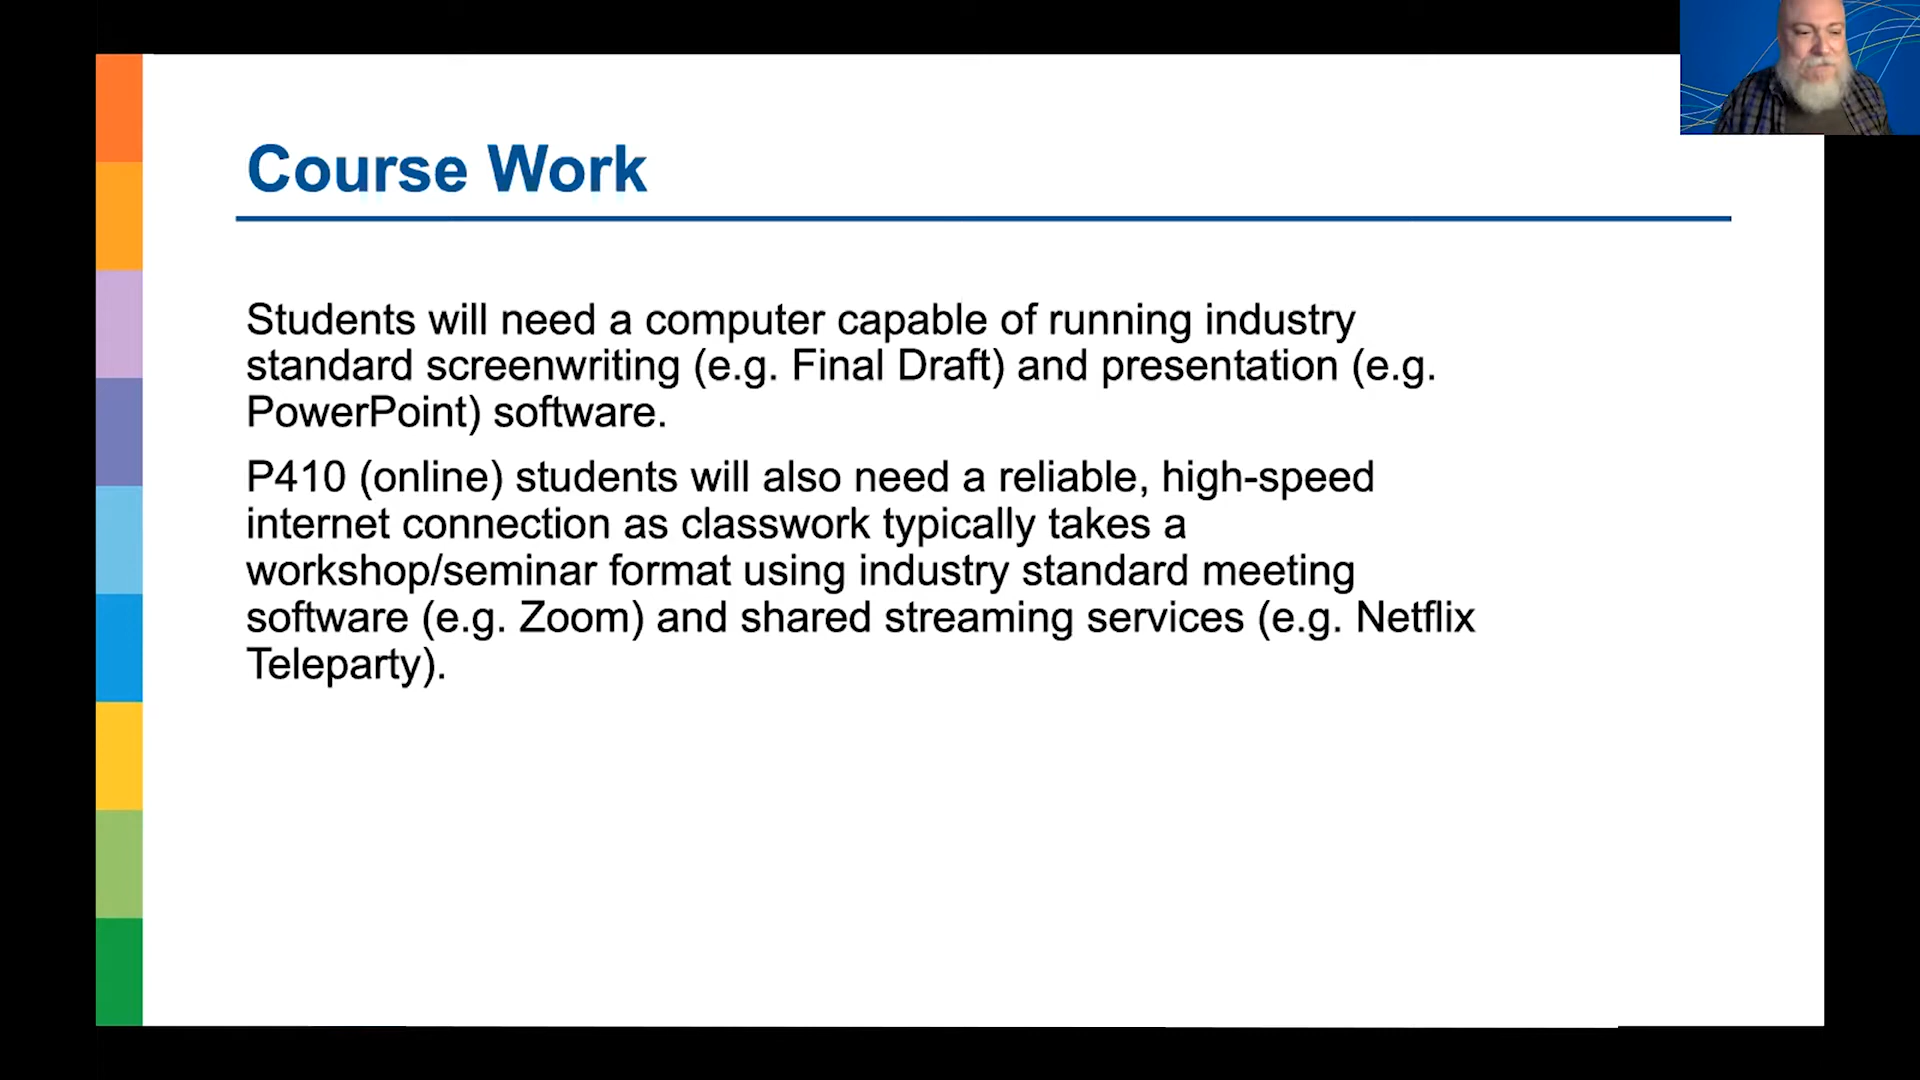 Course Work
Students will need a computer capable of running industry
standard screenwriting (e.g. Final Draft) and presentation (e.g.
PowerPoint) software.
P410 (online) students will also need a reliable, high-speed
internet connection as classwork typically takes a
workshop/seminar format using industry standard meeting
software (e.g. Zoom) and shared streaming services (e.g. Netflix
Teleparty).